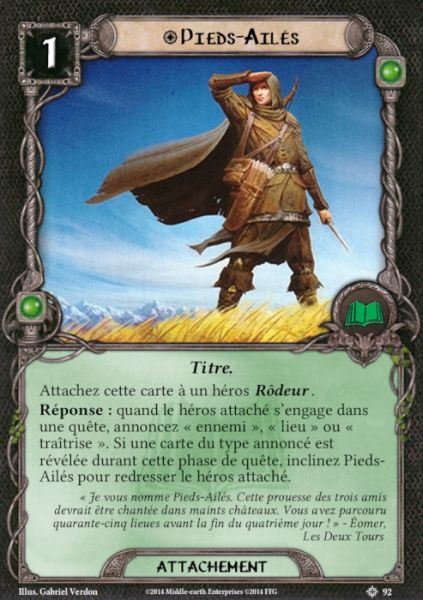 1
Pieds-Ailés
Titre.
Attachez cette carte à un héros Rôdeur.
Réponse : quand le héros attaché s'engage dans
une quête, annoncez « ennemi », « lieu » ou «
traîtrise ». Si une carte du type annoncé est
révélée durant cette phase de quête, inclinez Pieds-
Ailés pour redresser le héros attaché.
« Je vous nomme Pieds-Ailés. Cette prouesse des trois amis
devrait être chantée dans maints châteaux. Vous avez parcouru
quarante-cinq lieues avant la fin du quatrième jour ! » - Éomer,
Les Deux Tours
ATTACHEMENT
Illus. Gabriel Verdon ©2014 Middle-earth Enterprises ©2014 FFG 92